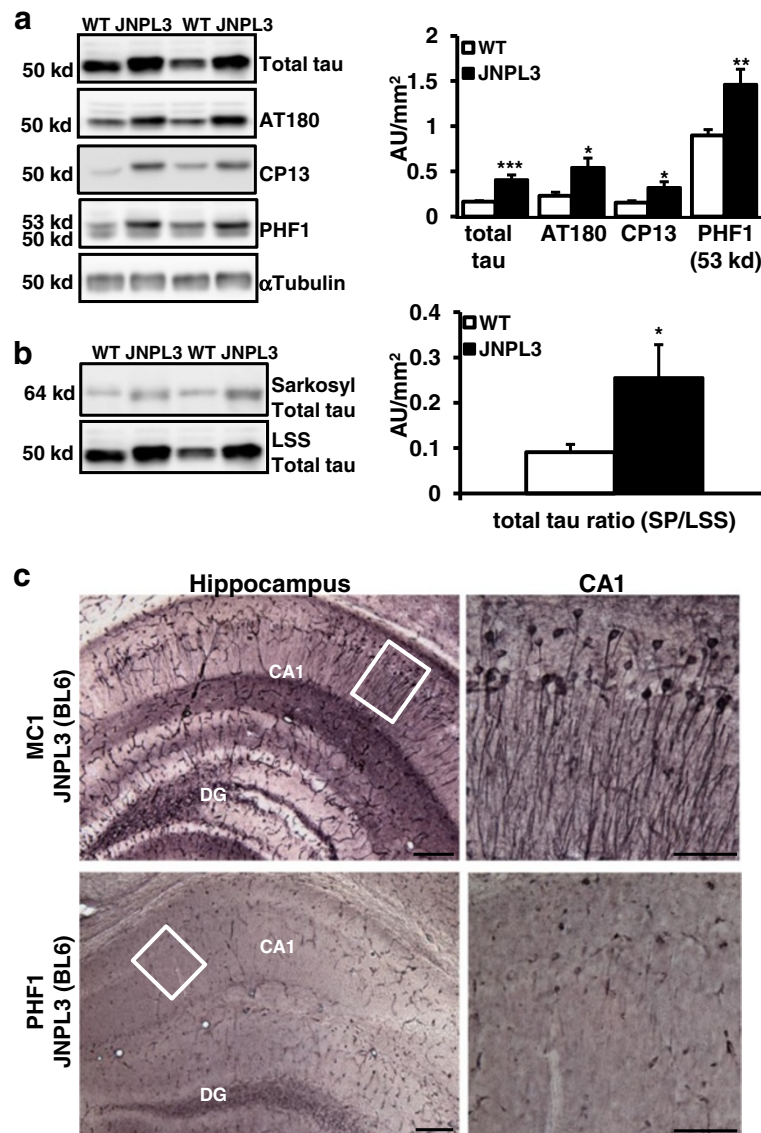 a
WT JNPL3 WT JNPL3
50 kd Total tau
50 kd AT180
50 kd CP13
53 kd
50 kd PHF1
50 kd αTubulin
AU/mm²
2
1.5
1
0.5
0
WT
JNPL3
*** * * **
total tau AT180 CP13 PHF1 (53 kd)
b
WT JNPL3 WT JNPL3
64 kd Sarkosyl Total tau
50 kd LSS Total tau
AU/mm²
0.4
0.3
0.2
0.1
0
WT
JNPL3
*
total tau ratio (SP/LSS)
c
Hippocampus CA1
MC1
JNPL3 (BL6)
CA1
DG
PHF1
JNPL3 (BL6)
CA1
DG